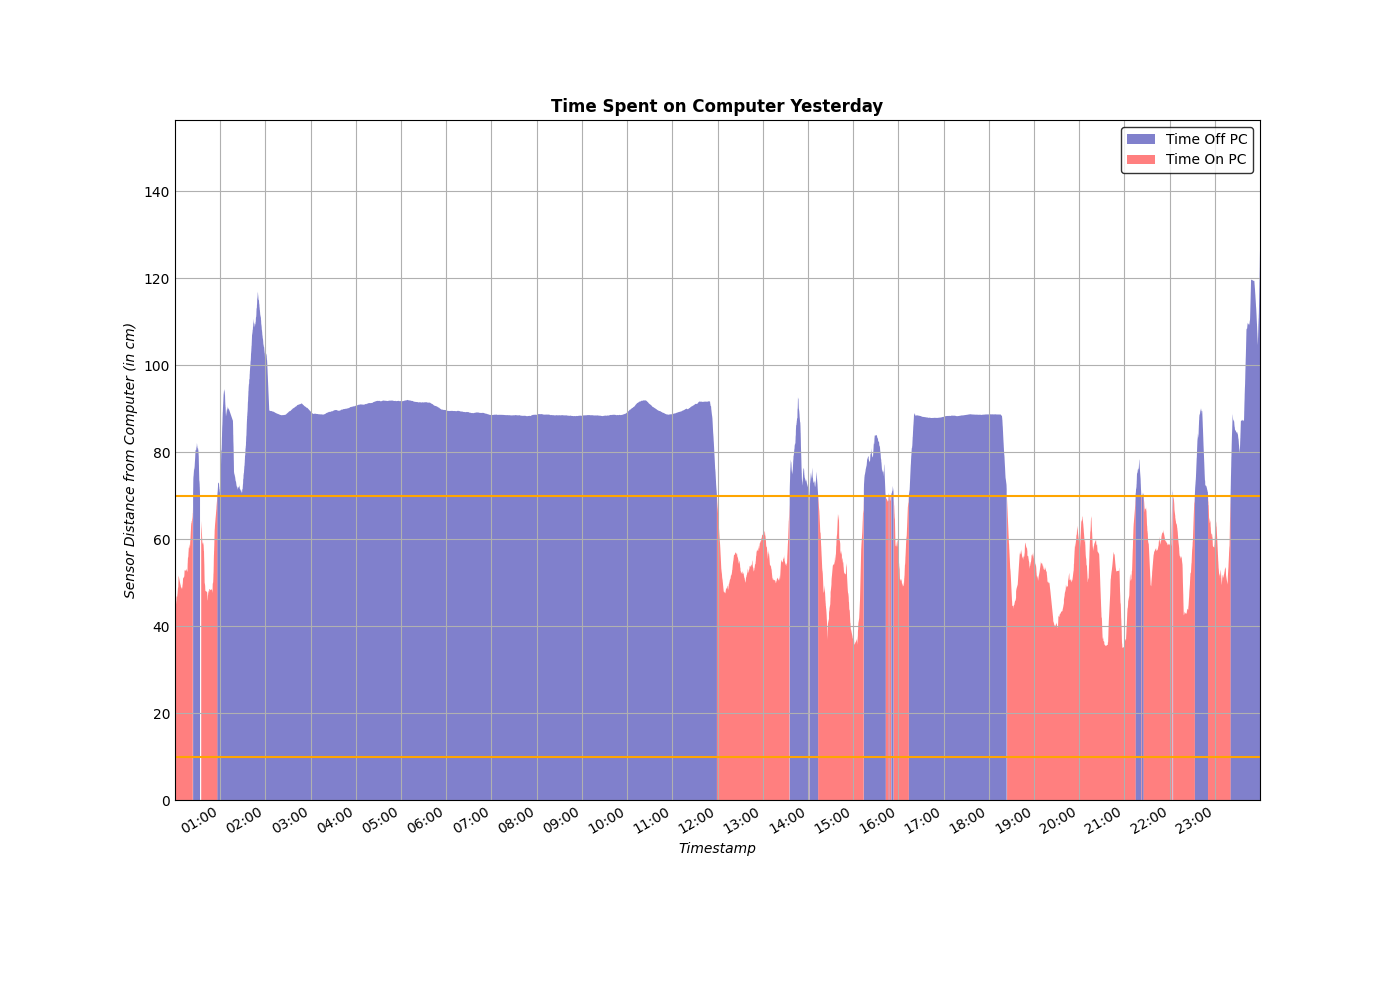 Time Spent on Computer Yesterday
Time Off PC
Time On PC
Sensor Distance from Computer (in cm)
140
120
100
80
60
40
20
0
01:00 02:00 03:00 04:00 05:00 06:00 07:00 08:00 09:00 10:00 11:00 12:00 13:00 14:00 15:00 16:00 17:00 18:00 19:00 20:00 21:00 22:00 23:00
Timestamp